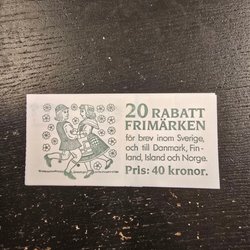 20 RABATT
FRIMÄRKEN
för brev inom Sverige,
och till Danmark, Fin-
land, Island och Norge.
Pris: 40 kronor.